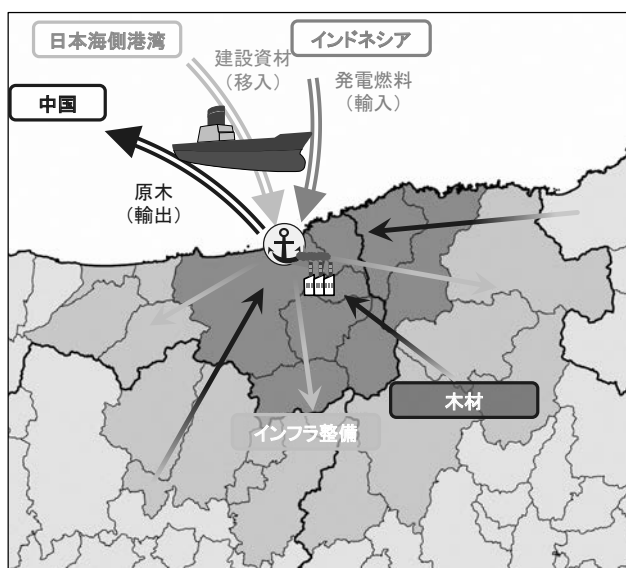 日本海側港湾
インドネシア
建設資材
（移入）
発電燃料
（輸入）
中国
原木
（輸出）
木材
インフラ整備